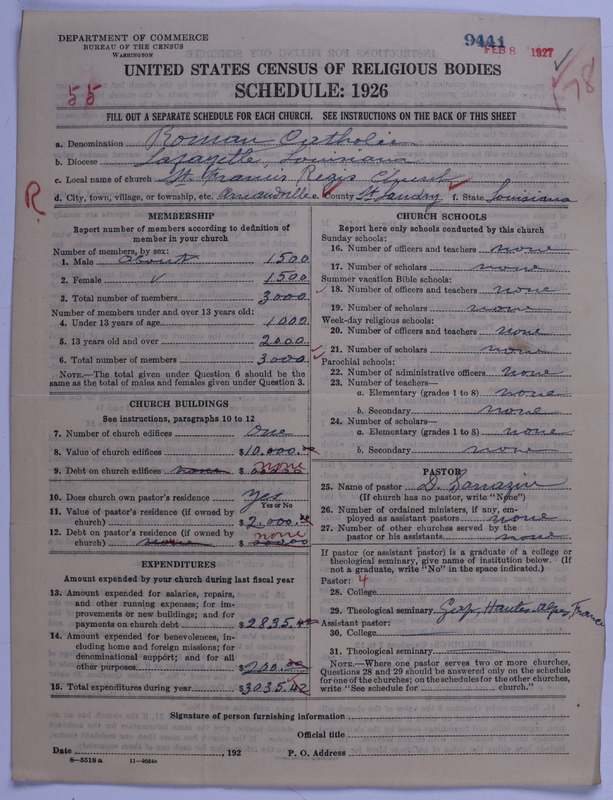 DEPARTMENT OF COMMERCE
BUREAU OF THE CENSUS
WASHINGTON
9441
FEB 8 1927
178
55
UNITED STATES CENSUS OF RELIGIOUS BODIES
SCHEDULE: 1926
FILL OUT A SEPARATE SCHEDULE FOR EACH CHURCH. SEE INSTRUCTIONS ON THE BACK OF THIS SHEET
a. Denomination Roman Catholic
b. Diocese Lafayette, Louisiana
c. Local name of church St. Francis Regis Church
R
d. City, town, village, or township, etc. Arnaudville e. County St Landry f. State Louisiana
MEMBERSHIP
Report number of members according to definition of
member in your church
Number of members, by sex:
1. Male about 1500
2. Female 1500
3. Total number of members 3000
Number of members under and over 13 years old:
4. Under 13 years of age 1000
5. 13 years old and over 2000
6. Total number of members 3000
NOTE.—The total given under Question 6 should be
same as the total of males and females given under Question 3.
CHURCH BUILDINGS
See instructions, paragraphs 10 to 12
7. Number of church edifices One
8. Value of church edifices $10.000.00
9. Debt on church edifices none $ none
10. Does church own pastor's residence Yes
Yes or No
11. Value of pastor's residence (if owned by
church) $2.000.00
12. Debt on pastor's residence (if owned by
church) none $ none
EXPENDITURES
Amount expended by your church during last fiscal year
13. Amount expended for salaries, repairs,
and other running expenses; for im-
provements or new buildings; and for
payments on church debt $2835.42
14. Amount expended for benevolences, in-
cluding home and foreign missions; for
denominational support; and for all
other purposes $200.00
15. Total expenditures during year $3035.42
CHURCH SCHOOLS
Report here only schools conducted by this church
Sunday schools:
16. Number of officers and teachers none
17. Number of scholars none
Summer vacation Bible schools:
18. Number of officers and teachers none
19. Number of scholars none
Week-day religious schools:
20. Number of officers and teachers none
21. Number of scholars none
Parochial schools:
22. Number of administrative officers none
23. Number of teachers—
a. Elementary (grades 1 to 8) none
b. Secondary none
24. Number of scholars—
a. Elementary (grades 1 to 8) none
b. Secondary none
PASTOR
25. Name of pastor D. Sarrazin
(If church has no pastor, write "None")
26. Number of ordained ministers, if any, em-
ployed as assistant pastors none
27. Number of other churches served by the
pastor or his assistants none
If pastor (or assistant pastor) is a graduate of a college or
theological seminary, give name of institution below. (If
not a graduate, write "No" in the space indicated.)
Pastor: 4
28. College
29. Theological seminary Gap, Hautes-Alpes, France
Assistant pastor:
30. College
31. Theological seminary
NOTE.—Where one pastor serves two or more churches,
Questions 28 and 29 should be answered only on the schedule
for one of the churches; on the schedules for the other churches,
write "See schedule for church."
Signature of person furnishing information
Official title
Date , 192 P. O. Address
8—5518 a 11—9054a